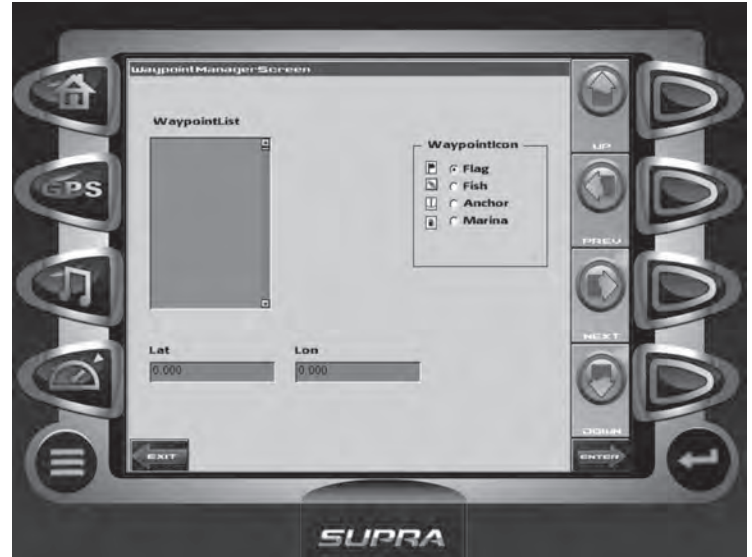 WaypointManagerScreen
WaypointList
WaypointIcon
Flag
Fish
Anchor
Marina
Lat
Lon
0.000
0.000
EXIT
UP
PREV
NEXT
DOWN
ENTER
GPS
SUPRA